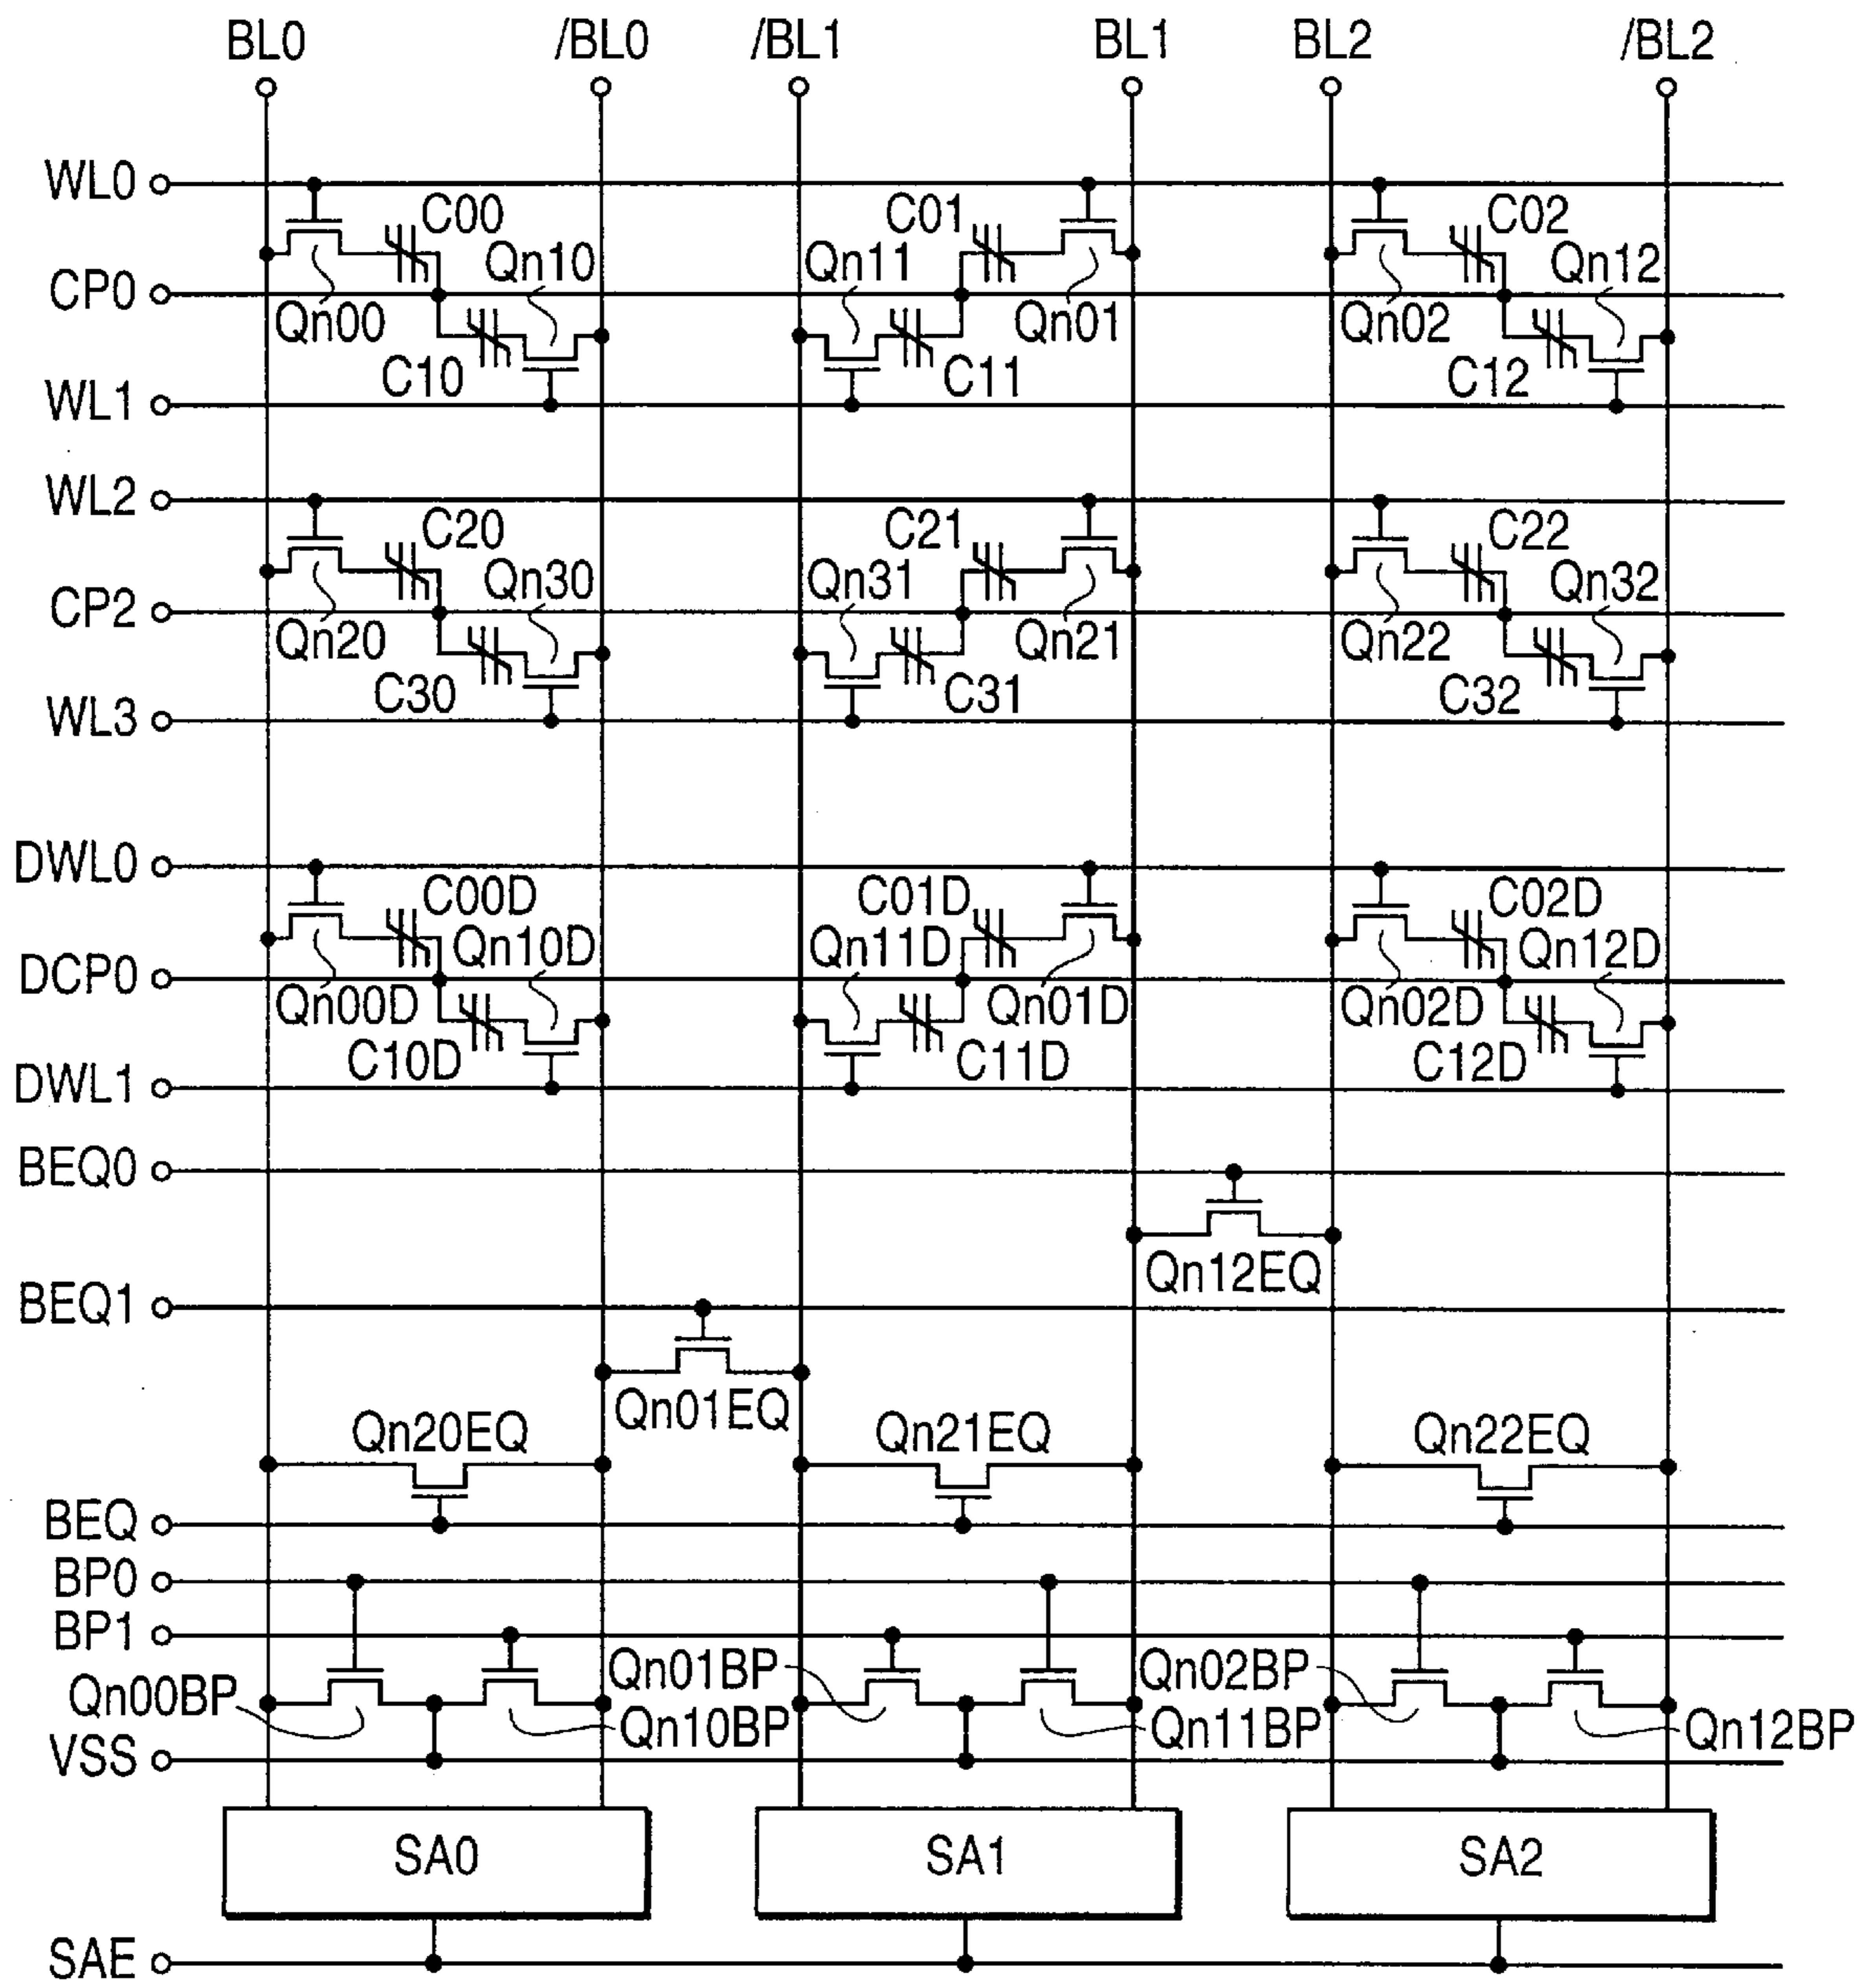 BL0 /BL0 /BL1 BL1 BL2 /BL2
WL0
C00 C01 C02
Qn10 Qn11 Qn12
CP0
Qn00 Qn01 Qn02
C10 C11 C12
WL1
WL2
C20 C21 C22
Qn30 Qn31 Qn32
CP2
Qn20 Qn21 Qn22
C30 C31 C32
WL3
DWL0
C00D C01D C02D
Qn10D Qn11D Qn12D
DCP0
Qn00D Qn01D Qn02D
C10D C11D C12D
DWL1
BEQ0
Qn12EQ
BEQ1
Qn01EQ
Qn20EQ Qn21EQ Qn22EQ
BEQ
BP0
BP1
Qn00BP Qn01BP Qn02BP
Qn10BP Qn11BP Qn12BP
VSS
SA0 SA1 SA2
SAE